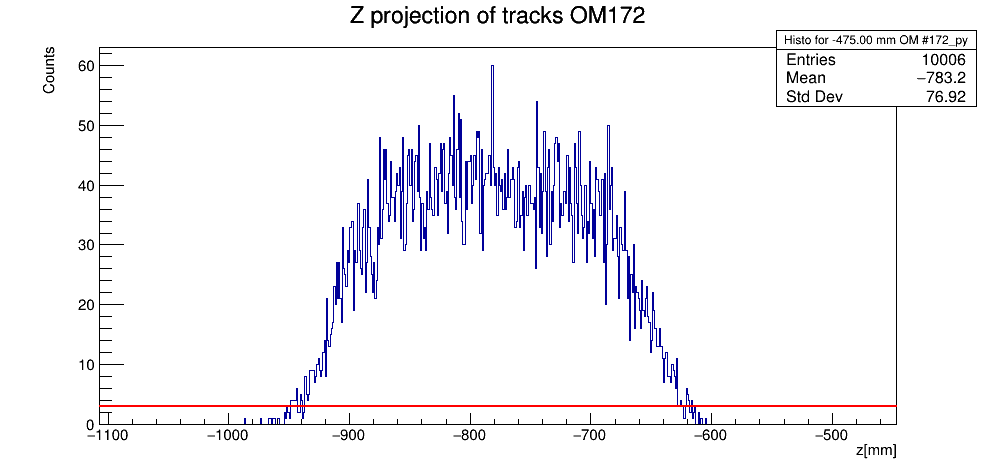 Z projection of tracks OM172
Histo for -475.00 mm OM #172_py
Entries 10006
Mean −783.2
Std Dev 76.92
Counts
60
50
40
30
20
10
0
−1100 −1000 −900 −800 −700 −600 −500
z[mm]